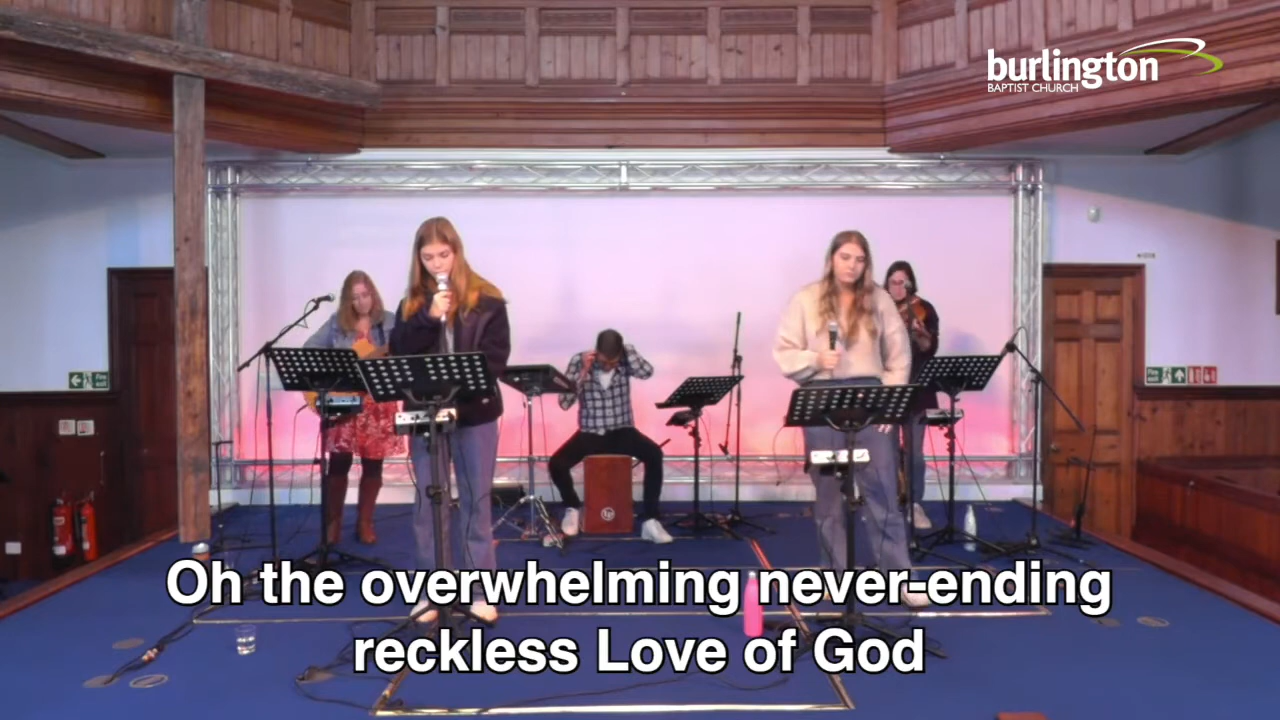 burlington
BAPTIST CHURCH
Oh the overwhelming never-ending
reckless Love of God